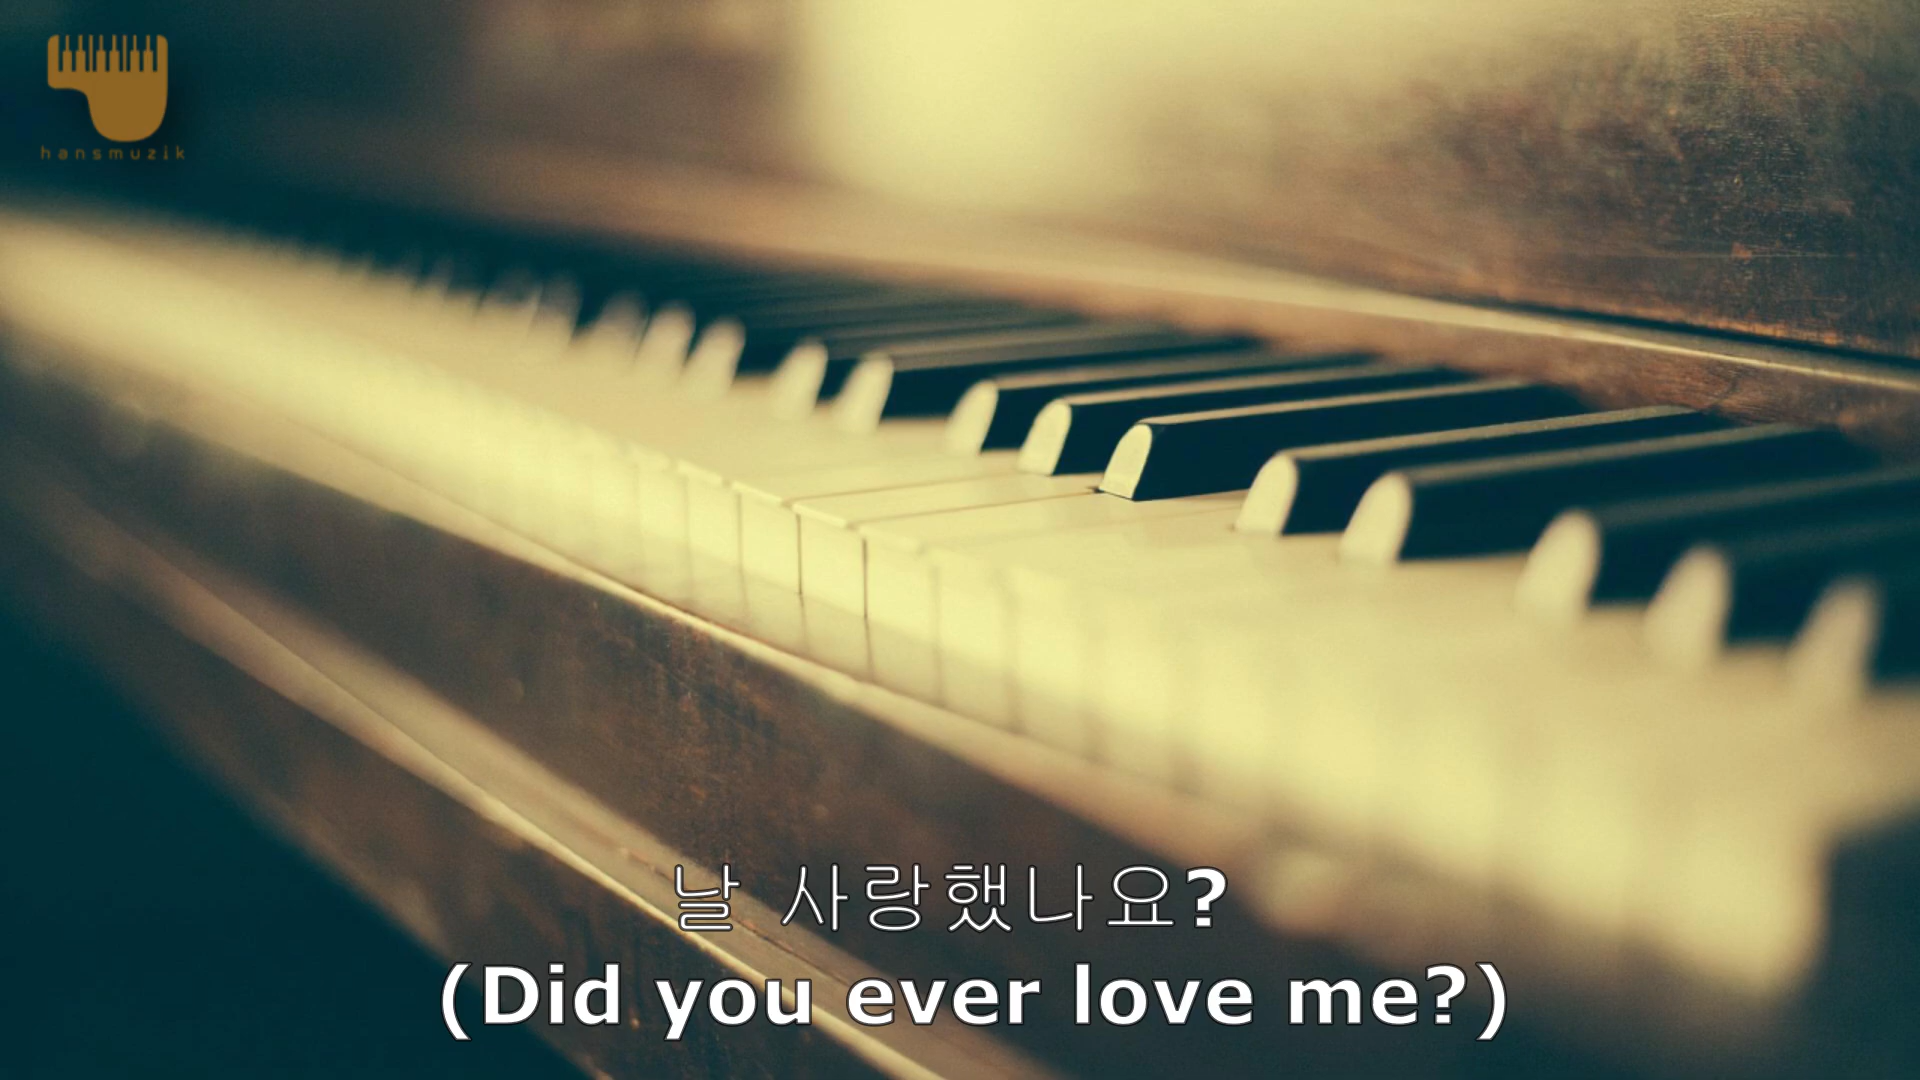 hansmuzik
날 사랑했나요?
(Did you ever love me?)